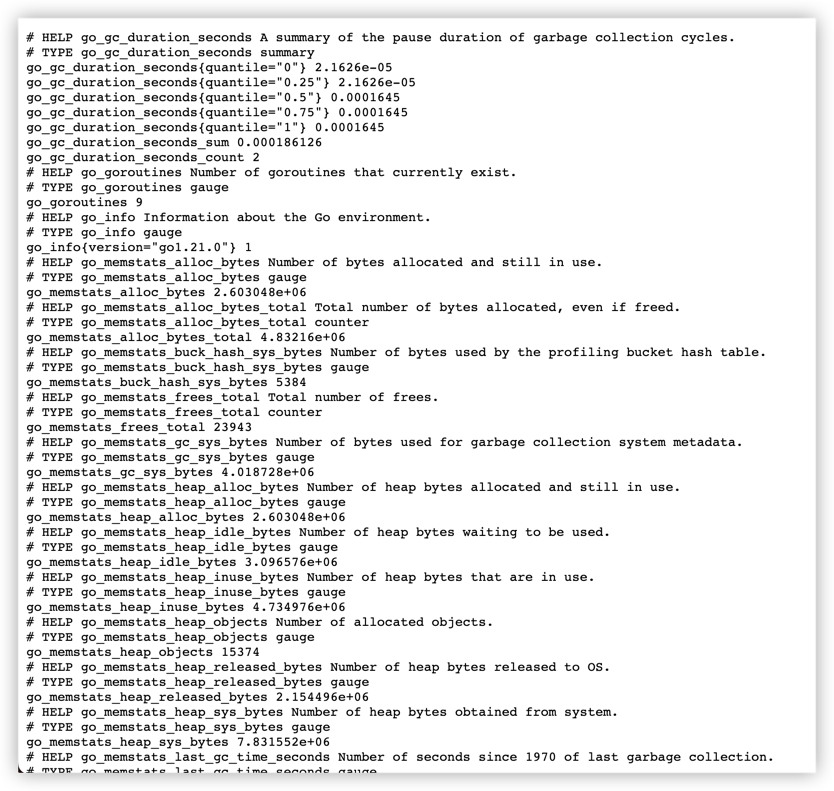 # HELP go_gc_duration_seconds A summary of the pause duration of garbage collection cycles.
# TYPE go_gc_duration_seconds summary
go_gc_duration_seconds{quantile="0"} 2.1626e-05
go_gc_duration_seconds{quantile="0.25"} 2.1626e-05
go_gc_duration_seconds{quantile="0.5"} 0.0001645
go_gc_duration_seconds{quantile="0.75"} 0.0001645
go_gc_duration_seconds{quantile="1"} 0.0001645
go_gc_duration_seconds_sum 0.000186126
go_gc_duration_seconds_count 2
# HELP go_goroutines Number of goroutines that currently exist.
# TYPE go_goroutines gauge
go_goroutines 9
# HELP go_info Information about the Go environment.
# TYPE go_info gauge
go_info{version="go1.21.0"} 1
# HELP go_memstats_alloc_bytes Number of bytes allocated and still in use.
# TYPE go_memstats_alloc_bytes gauge
go_memstats_alloc_bytes 2.603048e+06
# HELP go_memstats_alloc_bytes_total Total number of bytes allocated, even if freed.
# TYPE go_memstats_alloc_bytes_total counter
go_memstats_alloc_bytes_total 4.83216e+06
# HELP go_memstats_buck_hash_sys_bytes Number of bytes used by the profiling bucket hash table.
# TYPE go_memstats_buck_hash_sys_bytes gauge
go_memstats_buck_hash_sys_bytes 5384
# HELP go_memstats_frees_total Total number of frees.
# TYPE go_memstats_frees_total counter
go_memstats_frees_total 23943
# HELP go_memstats_gc_sys_bytes Number of bytes used for garbage collection system metadata.
# TYPE go_memstats_gc_sys_bytes gauge
go_memstats_gc_sys_bytes 4.018728e+06
# HELP go_memstats_heap_alloc_bytes Number of heap bytes allocated and still in use.
# TYPE go_memstats_heap_alloc_bytes gauge
go_memstats_heap_alloc_bytes 2.603048e+06
# HELP go_memstats_heap_idle_bytes Number of heap bytes waiting to be used.
# TYPE go_memstats_heap_idle_bytes gauge
go_memstats_heap_idle_bytes 3.096576e+06
# HELP go_memstats_heap_inuse_bytes Number of heap bytes that are in use.
# TYPE go_memstats_heap_inuse_bytes gauge
go_memstats_heap_inuse_bytes 4.734976e+06
# HELP go_memstats_heap_objects Number of allocated objects.
# TYPE go_memstats_heap_objects gauge
go_memstats_heap_objects 15374
# HELP go_memstats_heap_released_bytes Number of heap bytes released to OS.
# TYPE go_memstats_heap_released_bytes gauge
go_memstats_heap_released_bytes 2.154496e+06
# HELP go_memstats_heap_sys_bytes Number of heap bytes obtained from system.
# TYPE go_memstats_heap_sys_bytes gauge
go_memstats_heap_sys_bytes 7.831552e+06
# HELP go_memstats_last_gc_time_seconds Number of seconds since 1970 of last garbage collection.
# TYPE go_memstats_last_gc_time_seconds gauge